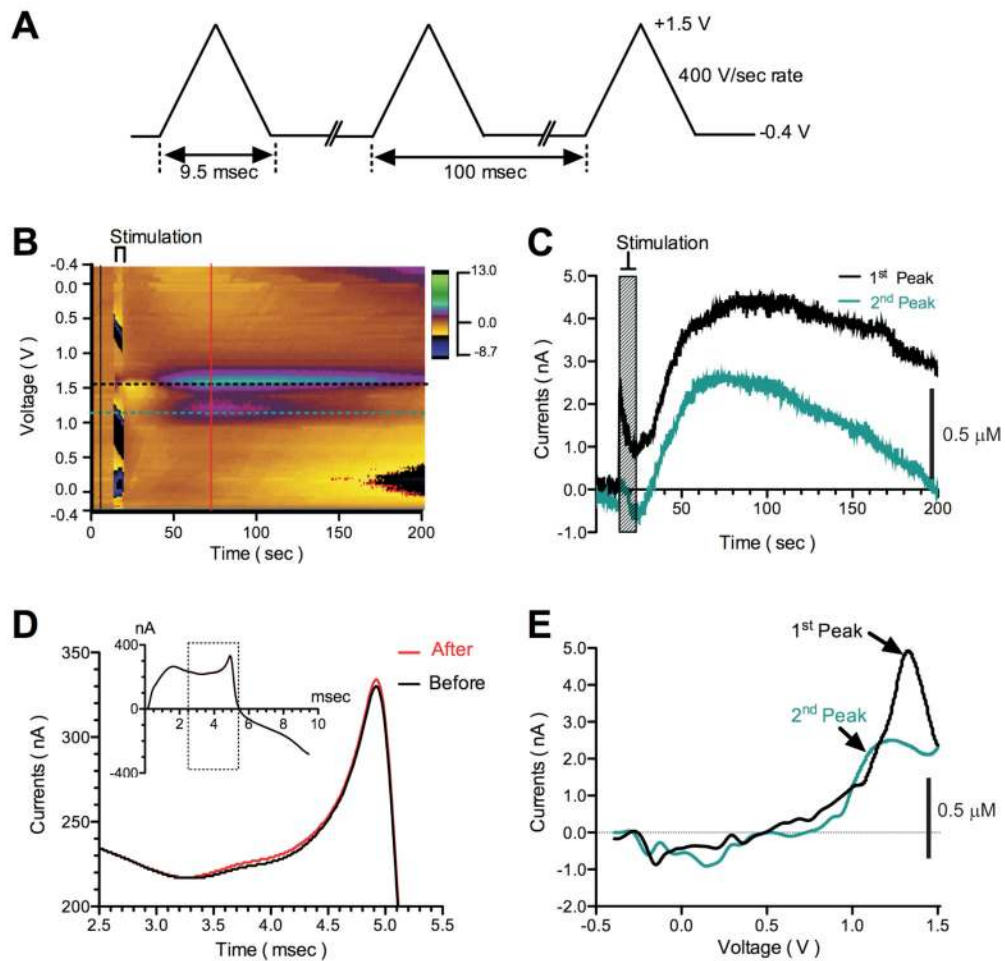 A
+1.5 V
400 V/sec rate
-0.4 V
9.5 msec
100 msec
B
Stimulation
-0.4
0.0
0.5
1.0
1.5
1.0
0.5
0.0
-0.4
Voltage ( V )
0
50
100
150
200
Time ( sec )
13.0
0.0
-8.7
C
Stimulation
5.0
4.0
3.0
2.0
1.0
0.0
-1.0
Currents ( nA )
1st Peak
2nd Peak
0.5 μM
50
100
150
200
Time ( sec )
D
nA
400
0
-400
2
4
6
8
10
msec
After
Before
350
300
250
200
Currents ( nA )
2.5
3.0
3.5
4.0
4.5
5.0
5.5
Time ( msec )
E
1st Peak
2nd Peak
5.0
4.0
3.0
2.0
1.0
0.0
-1.0
-2.0
Currents ( nA )
0.5 μM
-0.5
0.0
0.5
1.0
1.5
Voltage ( V )